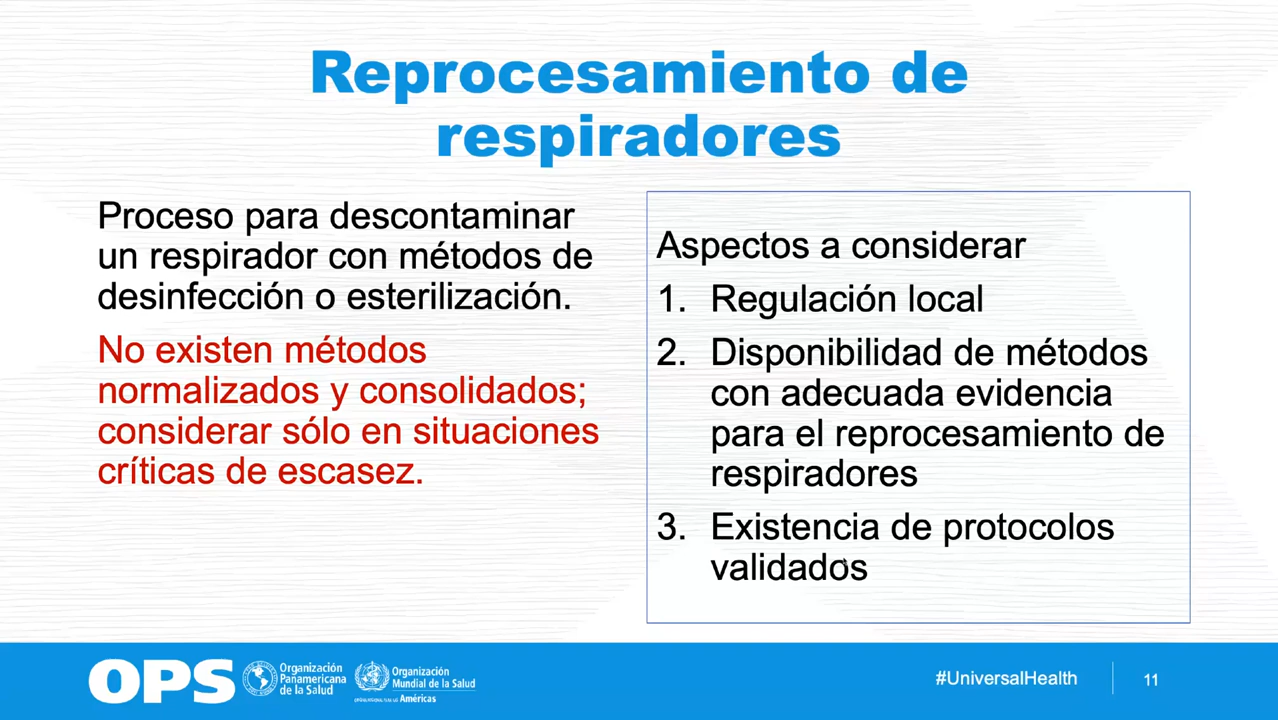 Reprocesamiento de
respiradores
Proceso para descontaminar
un respirador con métodos de
desinfección o esterilización.
No existen métodos
normalizados y consolidados;
considerar sólo en situaciones
críticas de escasez.
Aspectos a considerar
1. Regulación local
2. Disponibilidad de métodos
con adecuada evidencia
para el reprocesamiento de
respiradores
3. Existencia de protocolos
validados
OPS
Organización
Panamericana
de la Salud
Organización
Mundial de la Salud
Américas
#UniversalHealth
11